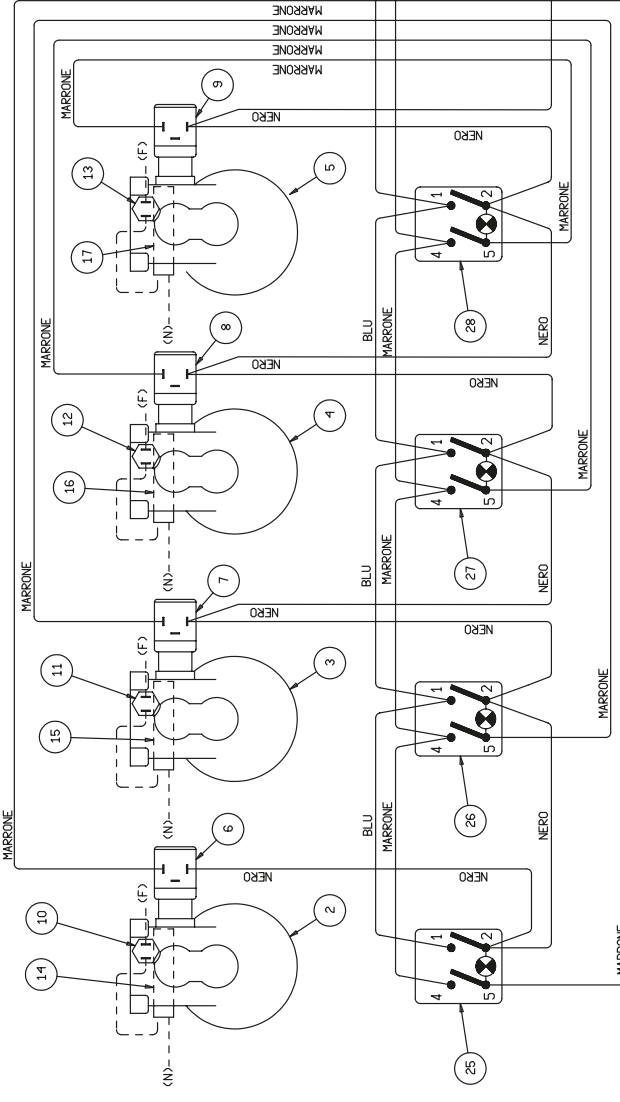 MARRONE
MARRONE
MARRONE
MARRONE
MARRONE
9
NERO
NERO
(F)
13
17
5
(N)
1
2
4
5
28
MARRONE
BLU
MARRONE
NERO
MARRONE
8
NERO
NERO
(F)
12
16
4
(N)
1
2
4
5
27
MARRONE
BLU
MARRONE
NERO
MARRONE
7
NERO
NERO
(F)
11
15
3
(N)
1
2
4
5
26
MARRONE
BLU
MARRONE
NERO
MARRONE
6
NERO
NERO
(F)
10
14
2
(N)
1
2
4
5
25
MARRONE